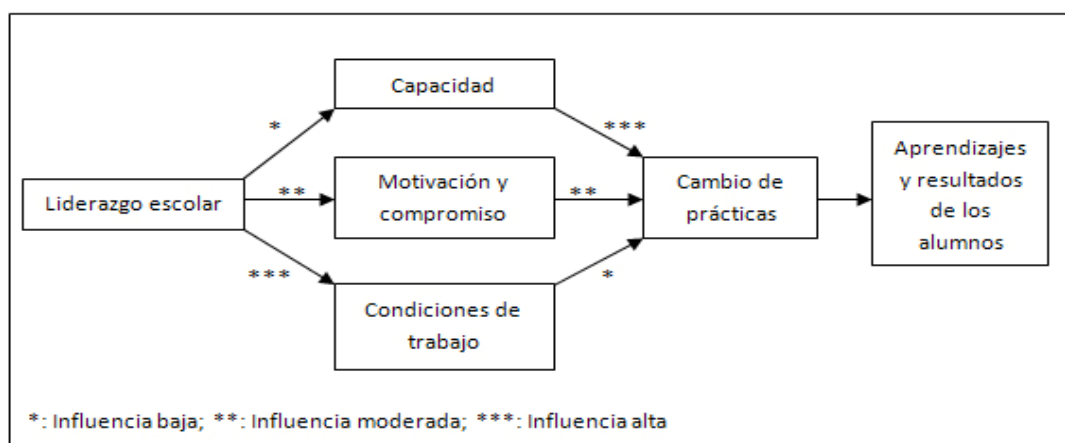 Capacidad
*
***
Liderazgo escolar
**
Motivación y
compromiso
**
Cambio de
prácticas
Aprendizajes
y resultados
de los
alumnos
***
Condiciones de
trabajo
*
*: Influencia baja; **: Influencia moderada; ***: Influencia alta